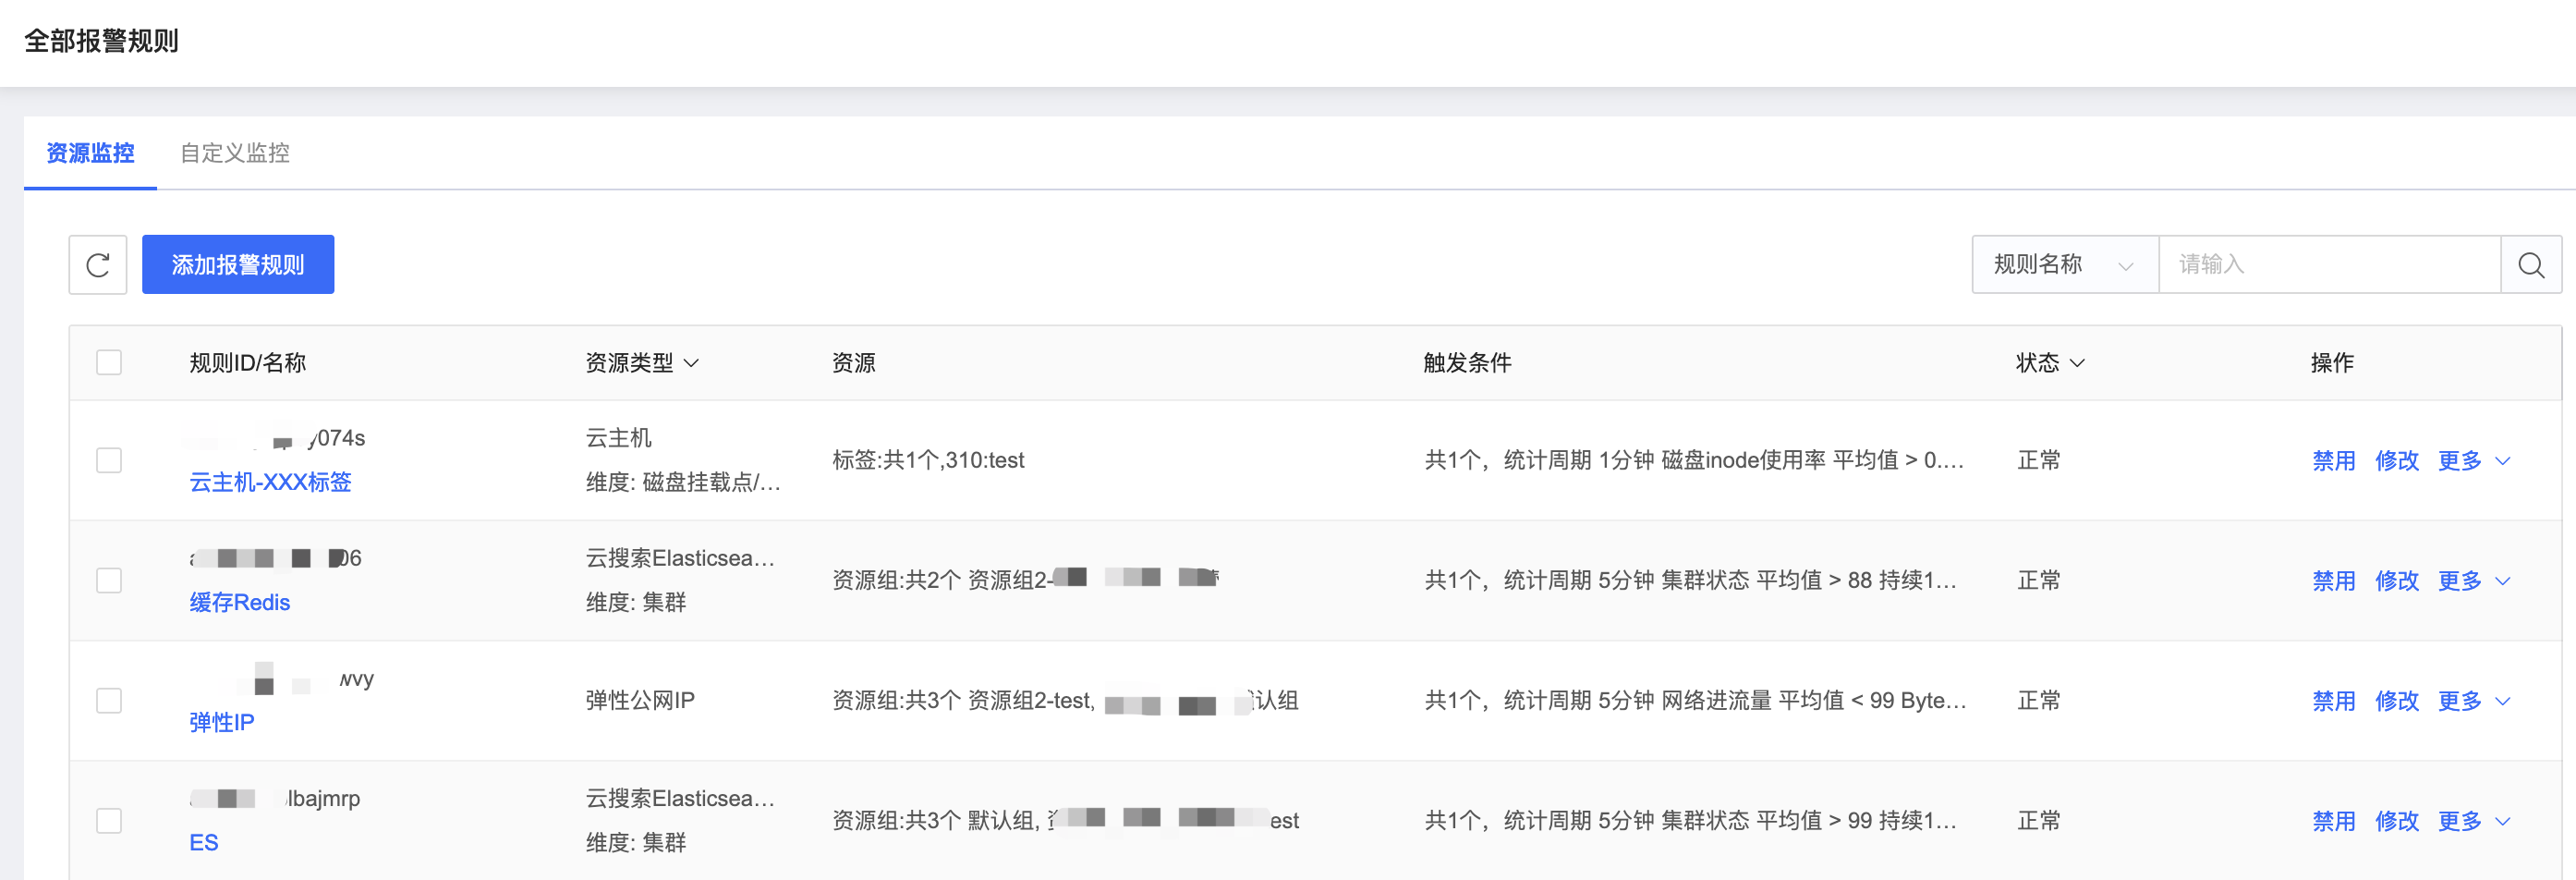 全部报警规则
资源监控 自定义监控
添加报警规则 规则名称 请输入
规则ID/名称 资源类型 资源 触发条件 状态 操作
y074s 云主机
云主机-XXX标签 维度: 磁盘挂载点/... 标签:共1个,310:test 共1个，统计周期 1分钟 磁盘inode使用率 平均值 > 0.... 正常 禁用 修改 更多
06 云搜索Elasticsea...
缓存Redis 维度: 集群 资源组:共2个 资源组2- 共1个，统计周期 5分钟 集群状态 平均值 > 88 持续1... 正常 禁用 修改 更多
wvy
弹性IP 弹性公网IP 资源组:共3个 资源组2-test, 认组 共1个，统计周期 5分钟 网络进流量 平均值 < 99 Byte... 正常 禁用 修改 更多
lbajmrp 云搜索Elasticsea...
ES 维度: 集群 资源组:共3个 默认组, est 共1个，统计周期 5分钟 集群状态 平均值 > 99 持续1... 正常 禁用 修改 更多